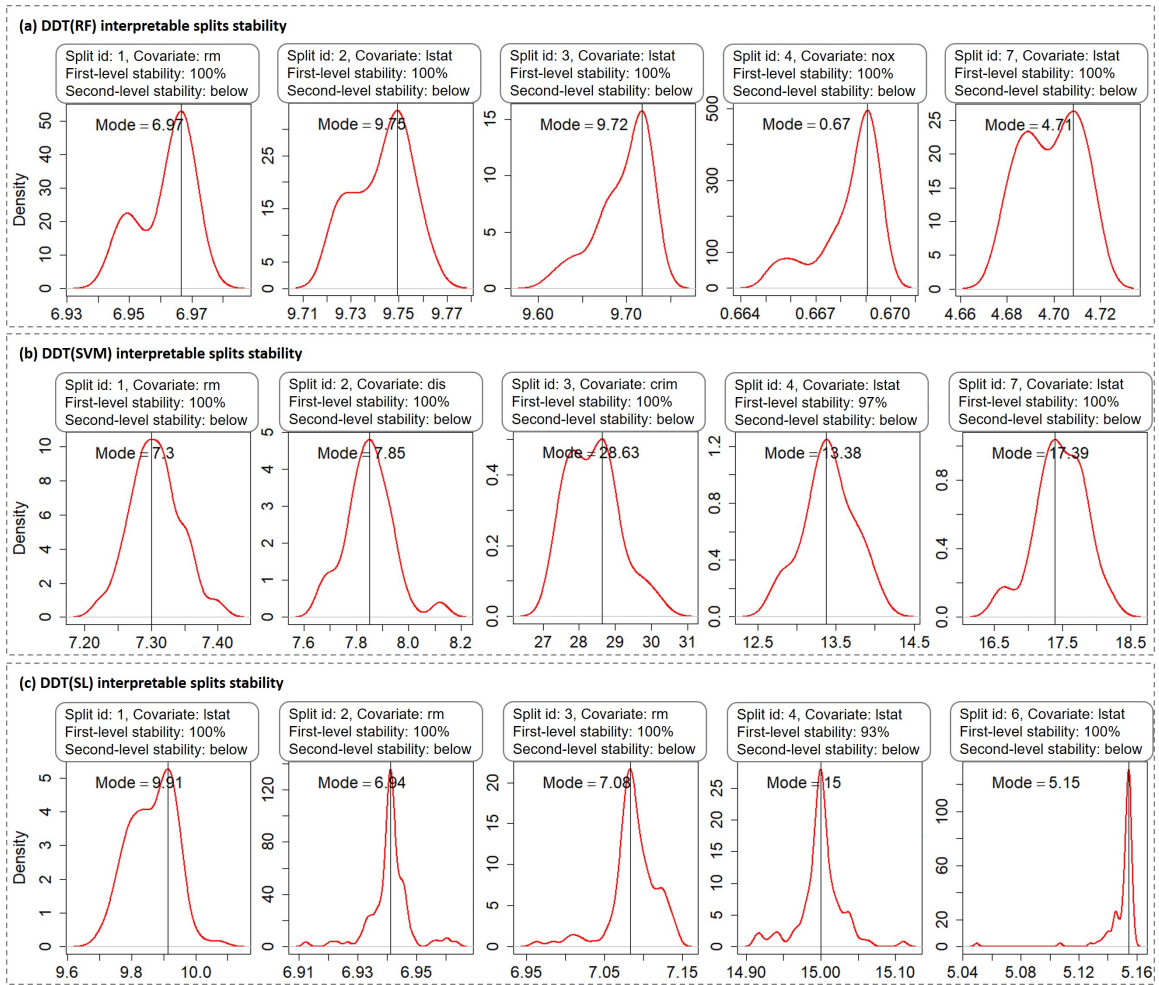 (a) DDT(RF) interpretable splits stability
Split id: 1, Covariate: rm
First-level stability: 100%
Second-level stability: below
Mode = 6.97
Density
50
40
30
20
10
0
6.93
6.95
6.97
Split id: 2, Covariate: lstat
First-level stability: 100%
Second-level stability: below
Mode = 9.75
35
25
15
5
0
9.71
9.73
9.75
9.77
Split id: 3, Covariate: lstat
First-level stability: 100%
Second-level stability: below
Mode = 9.72
15
10
5
0
9.60
9.70
Split id: 4, Covariate: nox
First-level stability: 100%
Second-level stability: below
Mode = 0.67
500
300
100
0
0.664
0.667
0.670
Split id: 7, Covariate: lstat
First-level stability: 100%
Second-level stability: below
Mode = 4.71
25
20
15
10
5
0
4.66
4.68
4.70
4.72
(b) DDT(SVM) interpretable splits stability
Split id: 1, Covariate: rm
First-level stability: 100%
Second-level stability: below
Mode = 7.3
Density
10
8
6
4
2
0
7.20
7.30
7.40
Split id: 2, Covariate: dis
First-level stability: 100%
Second-level stability: below
Mode = 7.85
5
4
3
2
1
0
7.6
7.8
8.0
8.2
Split id: 3, Covariate: crim
First-level stability: 100%
Second-level stability: below
Mode = 28.63
0.4
0.2
0.0
27
28
29
30
31
Split id: 4, Covariate: lstat
First-level stability: 97%
Second-level stability: below
Mode = 13.38
1.2
0.8
0.4
0.0
12.5
13.5
14.5
Split id: 7, Covariate: lstat
First-level stability: 100%
Second-level stability: below
Mode = 17.39
0.8
0.4
0.0
16.5
17.5
18.5
(c) DDT(SL) interpretable splits stability
Split id: 1, Covariate: lstat
First-level stability: 100%
Second-level stability: below
Mode = 9.91
Density
5
4
3
2
1
0
9.6
9.8
10.0
Split id: 2, Covariate: rm
First-level stability: 100%
Second-level stability: below
Mode = 6.94
120
80
40
0
6.91
6.93
6.95
Split id: 3, Covariate: rm
First-level stability: 100%
Second-level stability: below
Mode = 7.08
20
15
10
5
0
6.95
7.05
7.15
Split id: 4, Covariate: lstat
First-level stability: 93%
Second-level stability: below
Mode = 15
25
15
5
0
14.90
15.00
15.10
Split id: 6, Covariate: lstat
First-level stability: 100%
Second-level stability: below
Mode = 5.15
100
60
20
0
5.04
5.08
5.12
5.16